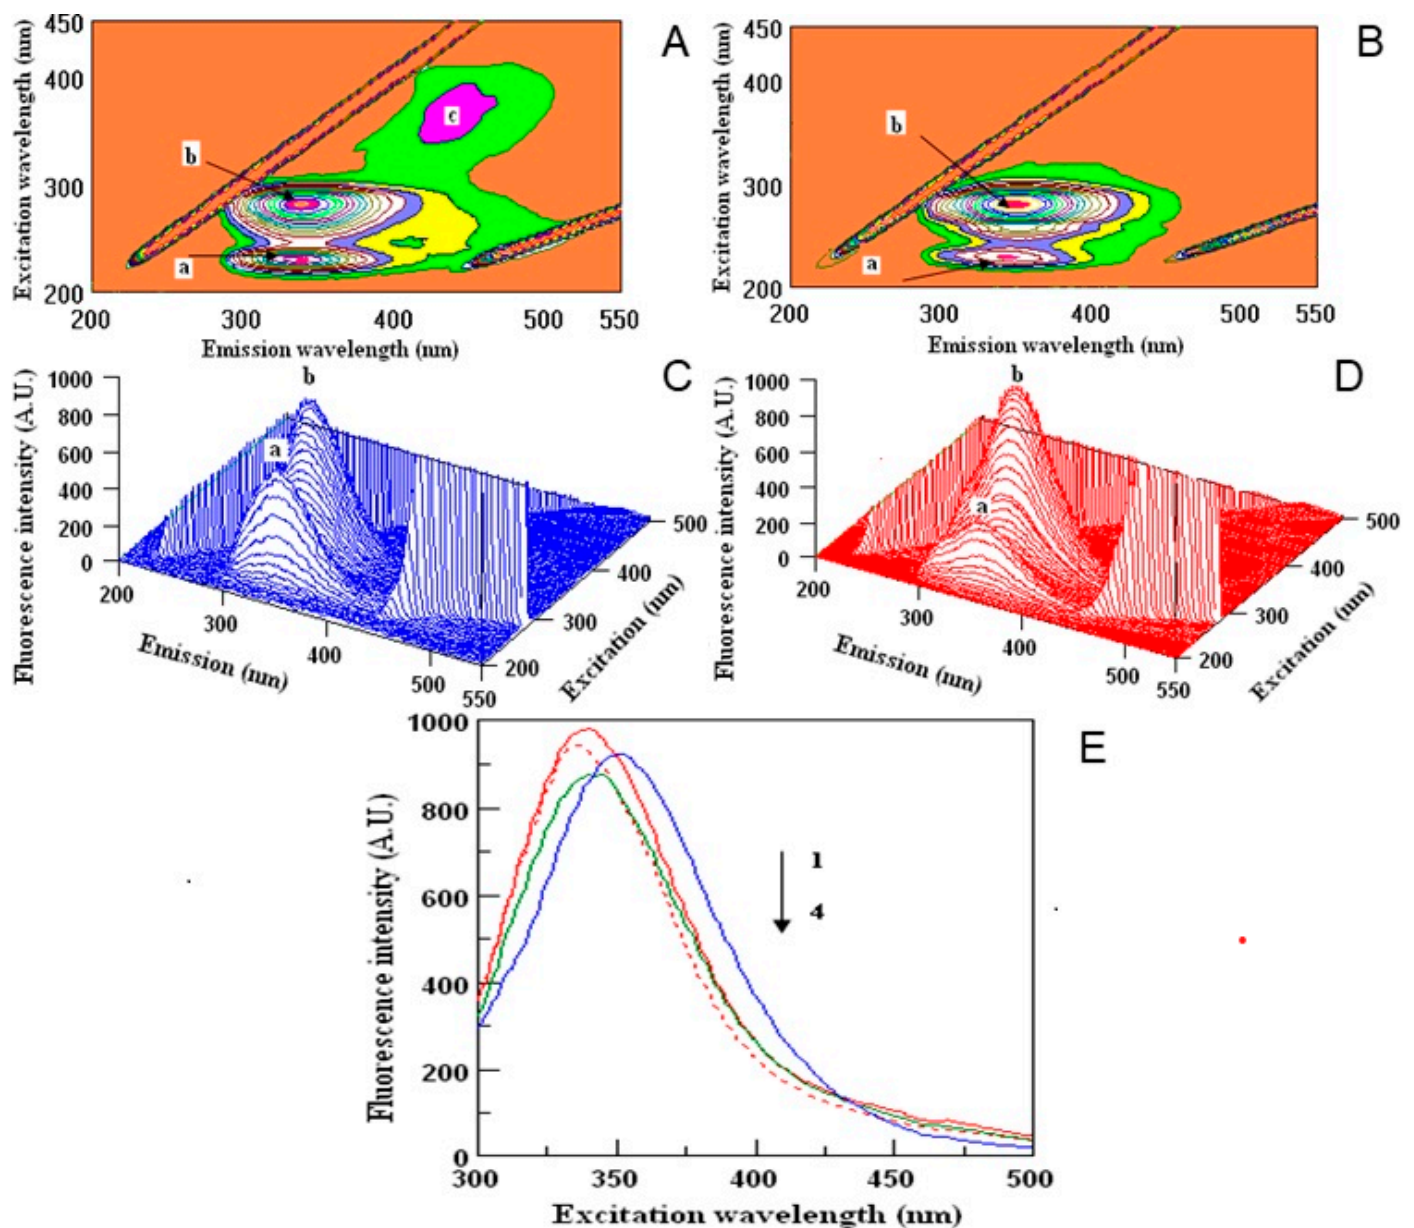 A
Excitation wavelength (nm)
450
400
300
200
c
b
a
200 300 400 500 550
Emission wavelength (nm)
B
Excitation wavelength (nm)
450
400
300
200
b
a
200 300 400 500 550
Emission wavelength (nm)
C
Fluorescence intensity (A.U.)
1000
800
600
400
200
0
b
a
200 300 400 500 550
Emission (nm)
200 300 400 500
Excitation (nm)
D
Fluorescence intensity (A.U.)
1000
800
600
400
200
0
b
a
200 300 400 500 550
Emission (nm)
200 300 400 500
Excitation (nm)
E
Fluorescence intensity (A.U.)
1000
800
600
400
200
0
1
4
300 350 400 450 500
Excitation wavelength (nm)